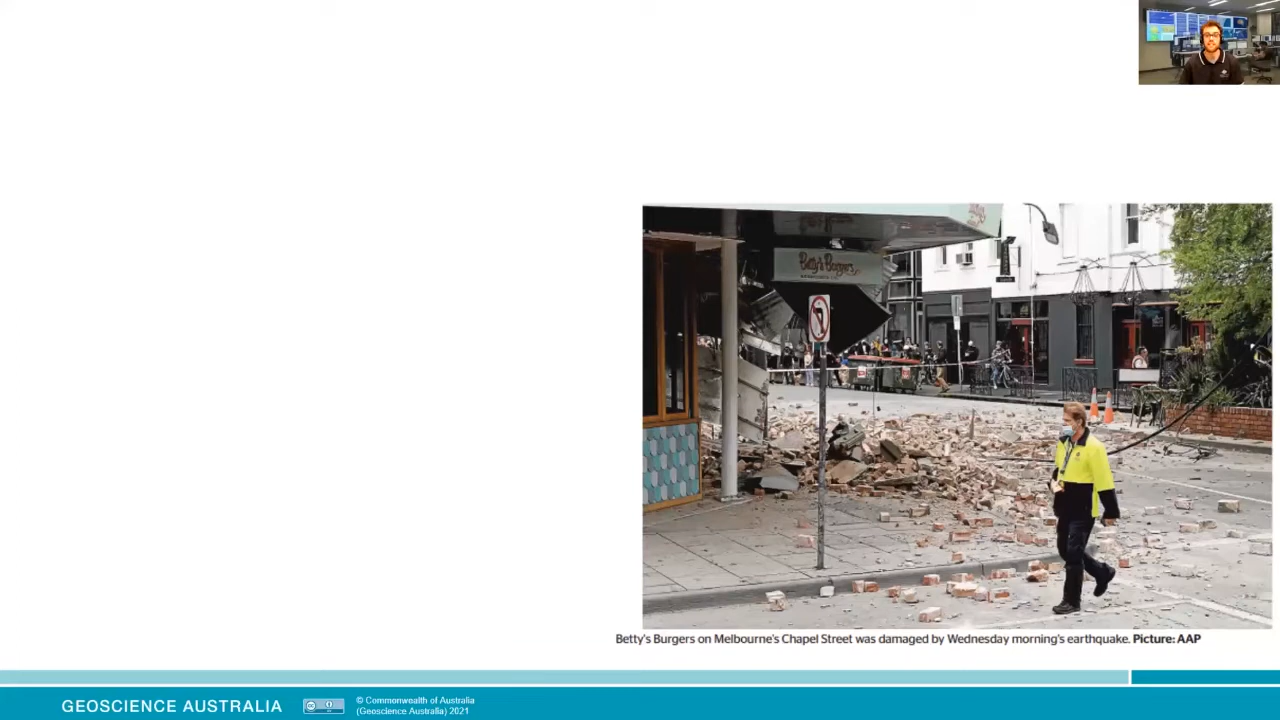 Betty's Burgers
Betty's Burgers on Melbourne's Chapel Street was damaged by Wednesday morning's earthquake. Picture: AAP
GEOSCIENCE AUSTRALIA
© Commonwealth of Australia
(Geoscience Australia) 2021